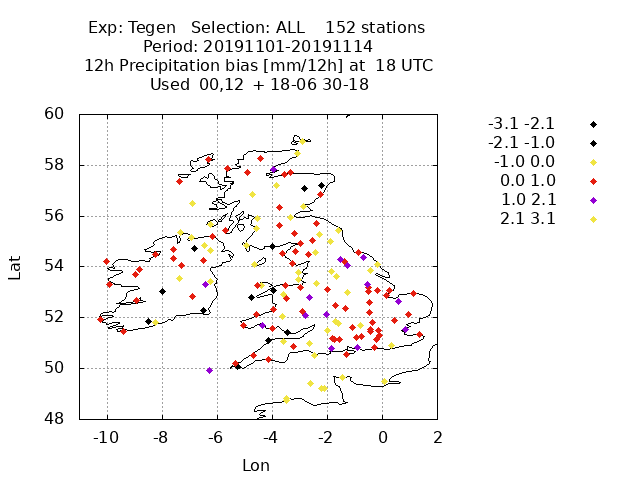 Exp: Tegen   Selection: ALL    152 stations
Period: 20191101-20191114
12h Precipitation bias [mm/12h] at  18 UTC
Used  00,12  + 18-06 30-18
-3.1 -2.1
-2.1 -1.0
-1.0 0.0
0.0 1.0
1.0 2.1
2.1 3.1
60
58
56
54
52
50
48
Lat
-10 -8 -6 -4 -2 0 2
Lon